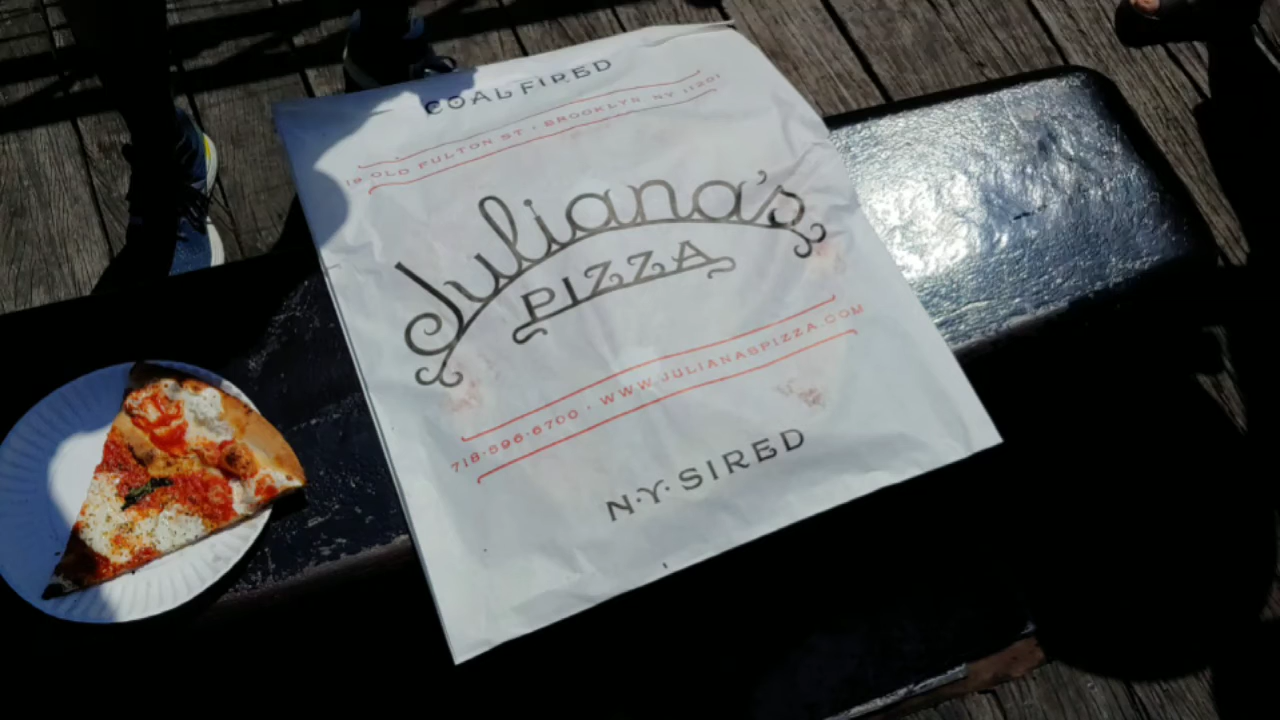 COAL FIRED
19 OLD FULTON ST · BROOKLYN, NY 11201
Juliana's
PIZZA
718·596·6700 · WWW.JULIANASPIZZA.COM
N·Y· SIRED